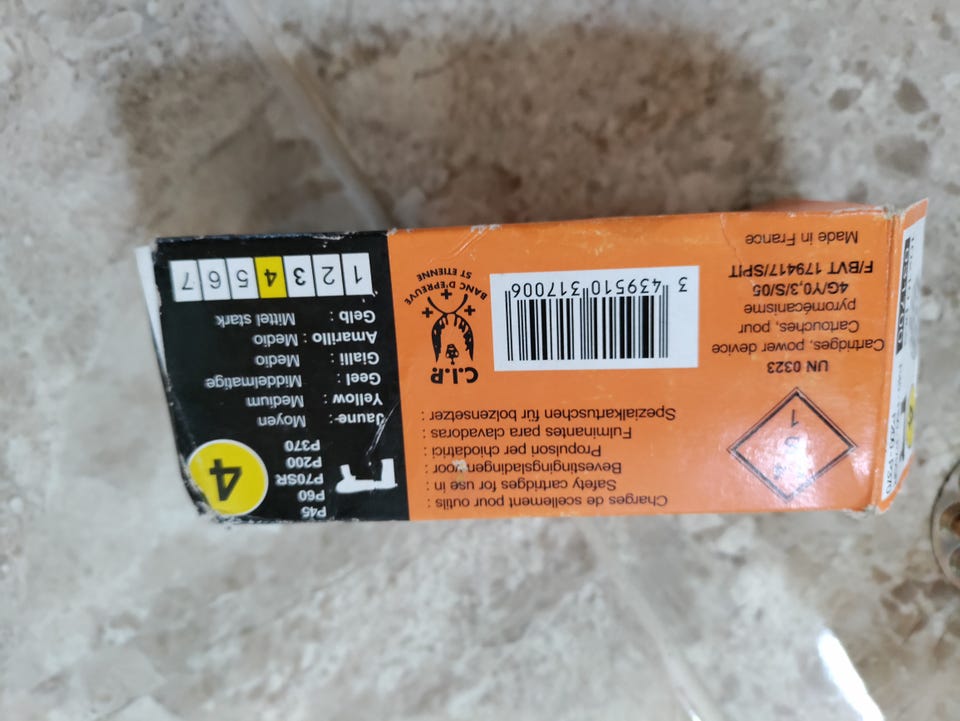 Charges de scellement pour outils :
Safety cartridges for use in :
Bevestigingsladingen voor :
Propulsori per chiodatrici :
Fulminantes para clavadoras :
Spezialkartuschen für bolzensetzer :
P45
P60
P70SR
P200
P370
4
Jaune : Moyen
Yellow : Medium
Geel : Middelmatige
Gialli : Medio
Amarillo : Medio
Gelb : Mittel stark
1 2 3 4 5 6 7
1.4 S
UN 0323
Cartridges, power device
Cartouches, pour
pyromécanisme
4G/Y0,3/S/05
F/BVT 179417/SPIT
Made in France
C.I.P.
BANC D'EPREUVE
ST ETIENNE
3 439510 317006